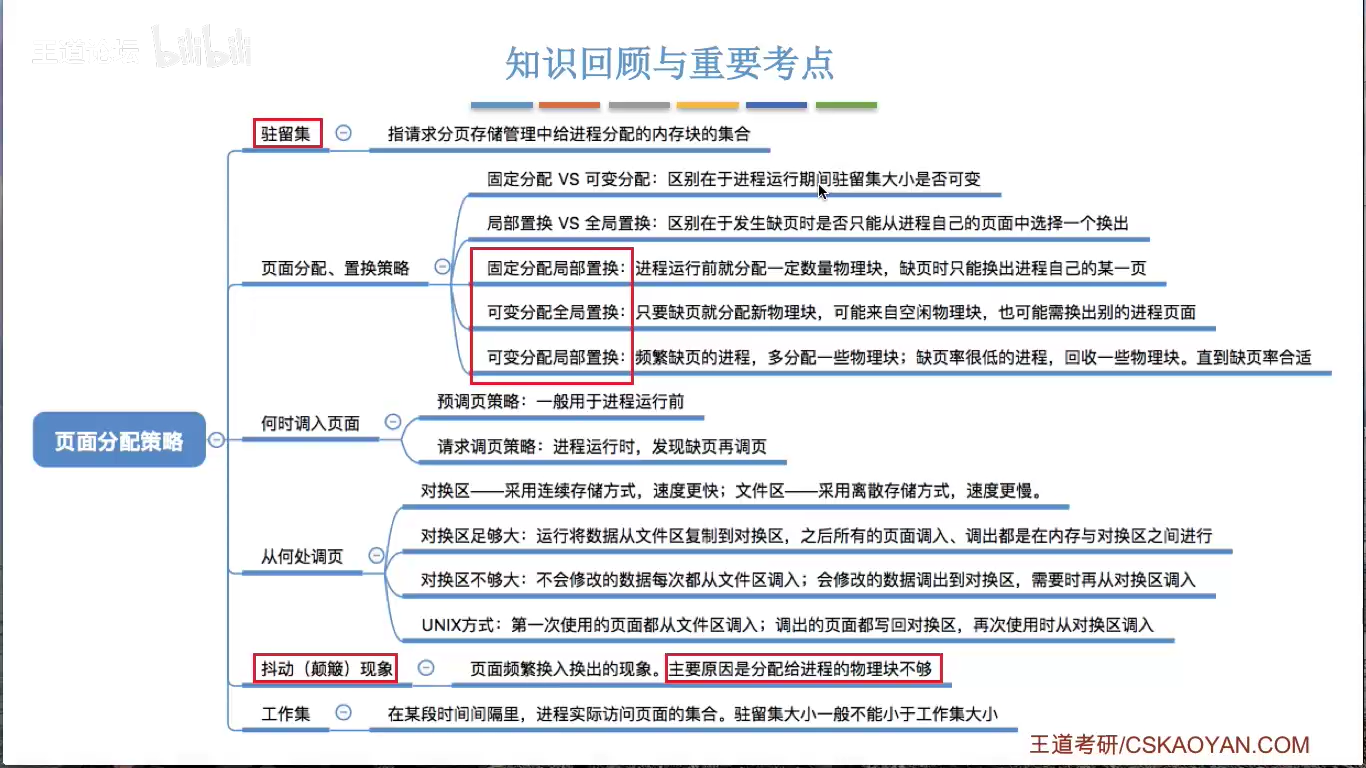 王道论坛 bilibili
知识回顾与重要考点
驻留集
指请求分页存储管理中给进程分配的内存块的集合
固定分配 VS 可变分配：区别在于进程运行期间驻留集大小是否可变
局部置换 VS 全局置换：区别在于发生缺页时是否只能从进程自己的页面中选择一个换出
页面分配、置换策略
固定分配局部置换：进程运行前就分配一定数量物理块，缺页时只能换出进程自己的某一页
可变分配全局置换：只要缺页就分配新物理块，可能来自空闲物理块，也可能需换出别的进程页面
可变分配局部置换：频繁缺页的进程，多分配一些物理块；缺页率很低的进程，回收一些物理块。直到缺页率合适
预调页策略：一般用于进程运行前
何时调入页面
请求调页策略：进程运行时，发现缺页再调页
页面分配策略
对换区——采用连续存储方式，速度更快；文件区——采用离散存储方式，速度更慢。
对换区足够大：运行将数据从文件区复制到对换区，之后所有的页面调入、调出都是在内存与对换区之间进行
从何处调页
对换区不够大：不会修改的数据每次都从文件区调入；会修改的数据调出到对换区，需要时再从对换区调入
UNIX方式：第一次使用的页面都从文件区调入；调出的页面都写回对换区，再次使用时从对换区调入
抖动（颠簸）现象
页面频繁换入换出的现象。主要原因是分配给进程的物理块不够
工作集
在某段时间间隔里，进程实际访问页面的集合。驻留集大小一般不能小于工作集大小
王道考研/CSKAOYAN.COM